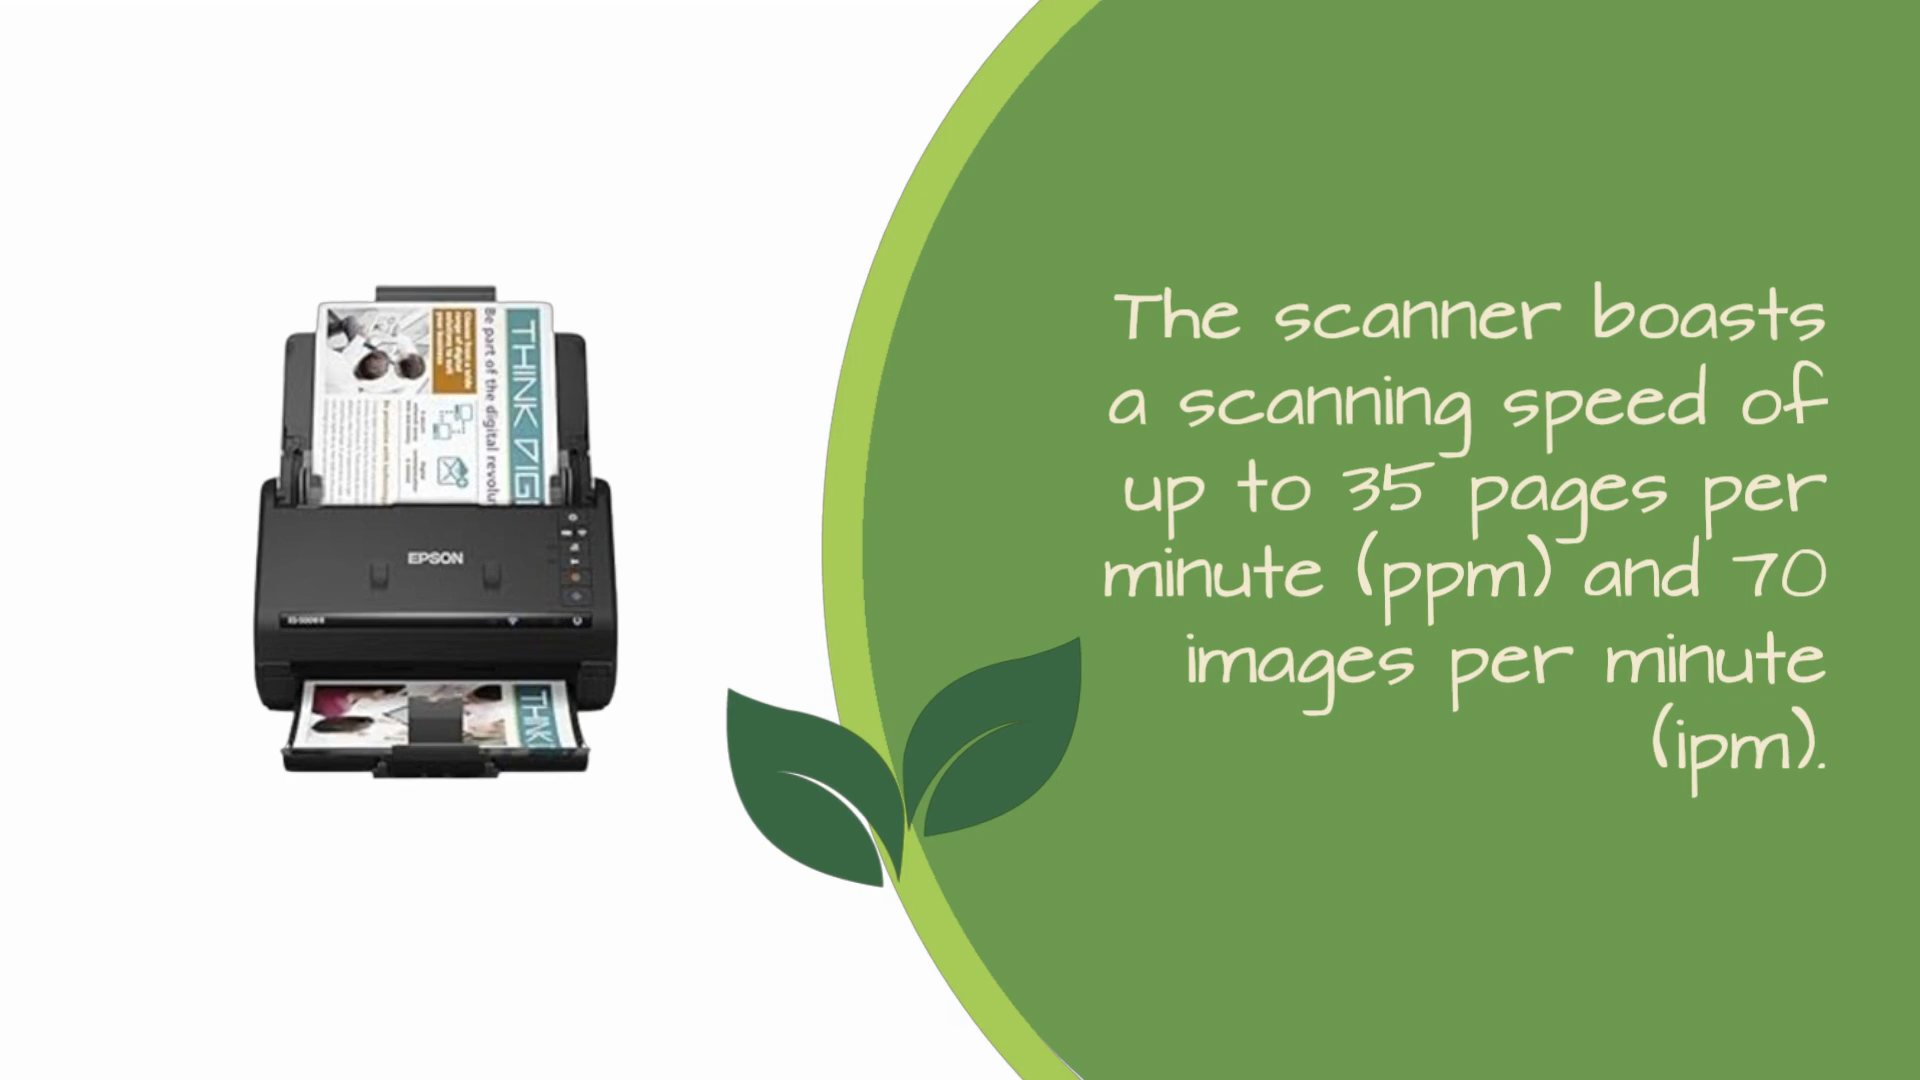 THINK DIGI
Be part of the digital revolu
EPSON
THINK
The scanner boasts
a scanning speed of
up to 35 pages per
minute (ppm) and 70
images per minute
(ipm).